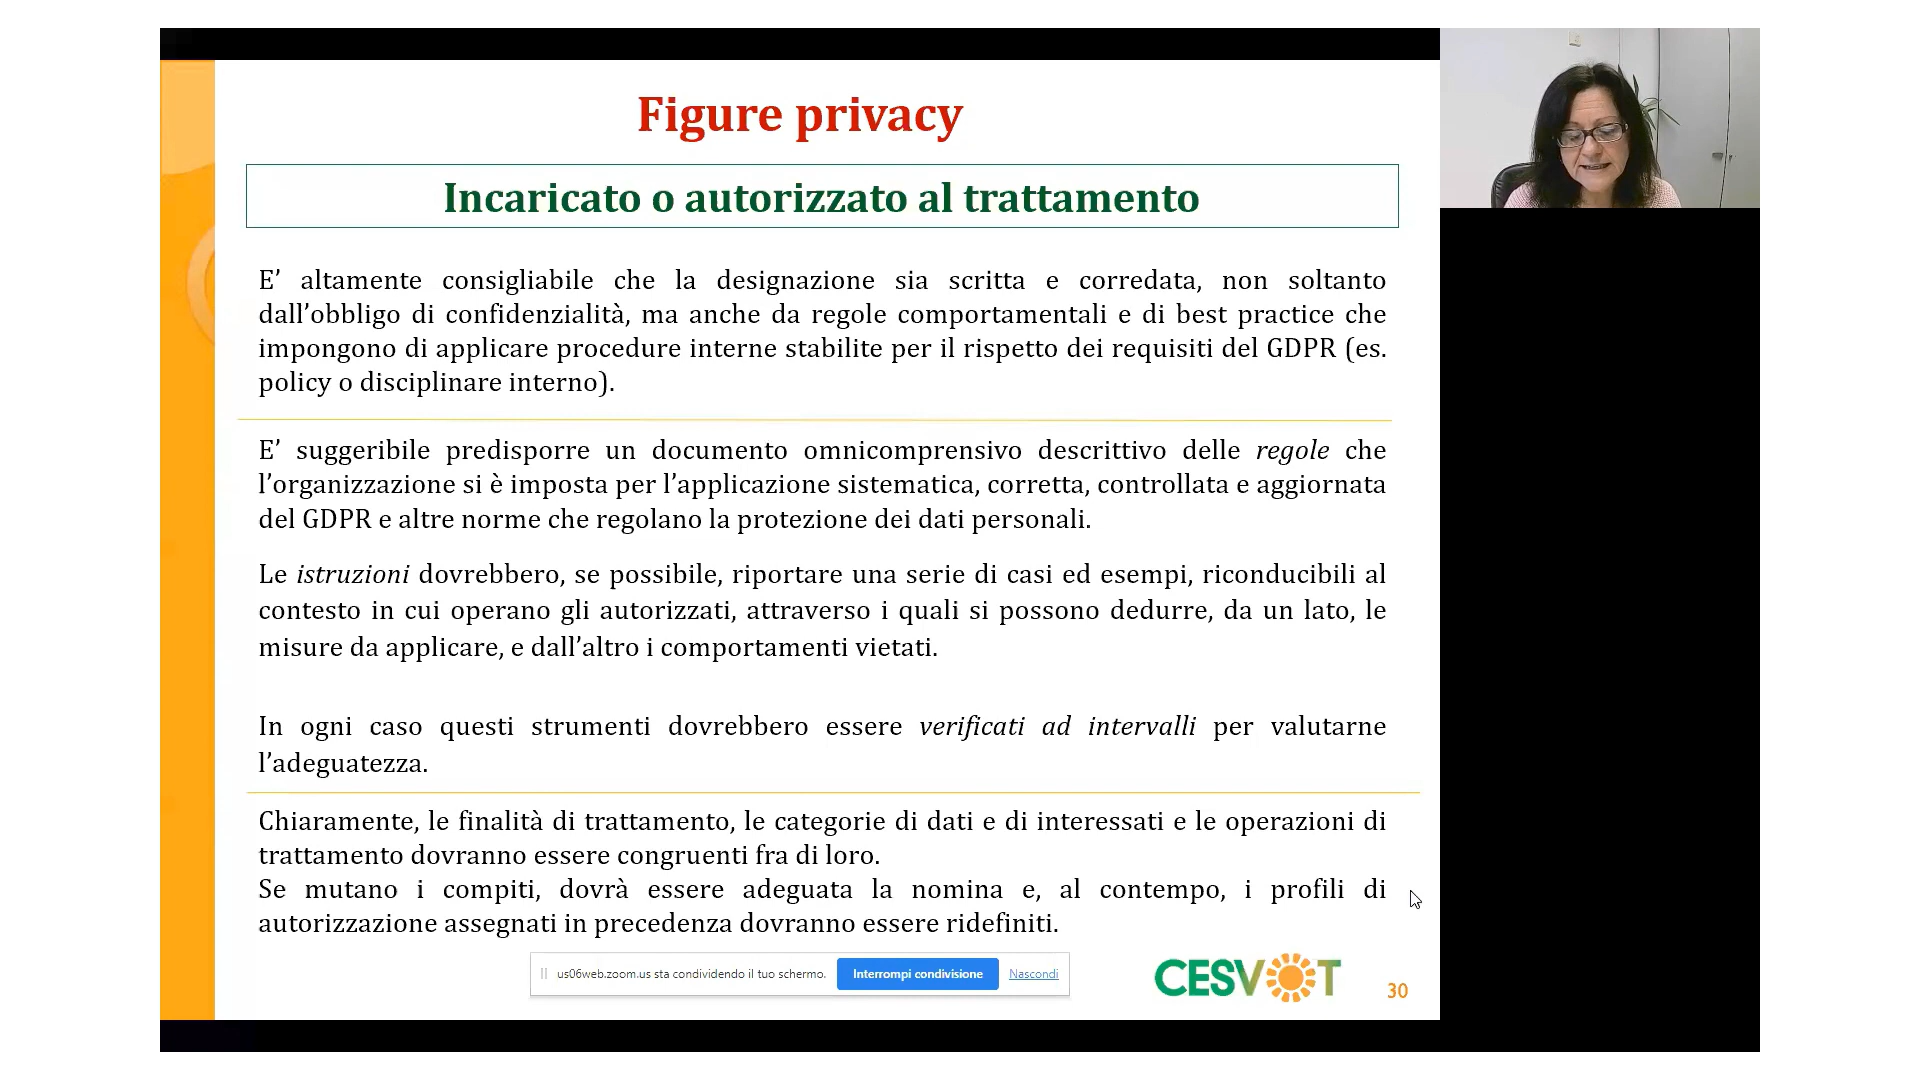 Figure privacy
Incaricato o autorizzato al trattamento
E’ altamente consigliabile che la designazione sia scritta e corredata, non soltanto
dall’obbligo di confidenzialità, ma anche da regole comportamentali e di best practice che
impongono di applicare procedure interne stabilite per il rispetto dei requisiti del GDPR (es.
policy o disciplinare interno).
E’ suggeribile predisporre un documento omnicomprensivo descrittivo delle regole che
l’organizzazione si è imposta per l’applicazione sistematica, corretta, controllata e aggiornata
del GDPR e altre norme che regolano la protezione dei dati personali.
Le istruzioni dovrebbero, se possibile, riportare una serie di casi ed esempi, riconducibili al
contesto in cui operano gli autorizzati, attraverso i quali si possono dedurre, da un lato, le
misure da applicare, e dall’altro i comportamenti vietati.
In ogni caso questi strumenti dovrebbero essere verificati ad intervalli per valutarne
l’adeguatezza.
Chiaramente, le finalità di trattamento, le categorie di dati e di interessati e le operazioni di
trattamento dovranno essere congruenti fra di loro.
Se mutano i compiti, dovrà essere adeguata la nomina e, al contempo, i profili di
autorizzazione assegnati in precedenza dovranno essere ridefiniti.
us06web.zoom.us sta condividendo il tuo schermo. Interrompi condivisione Nascondi
CESVOT
30